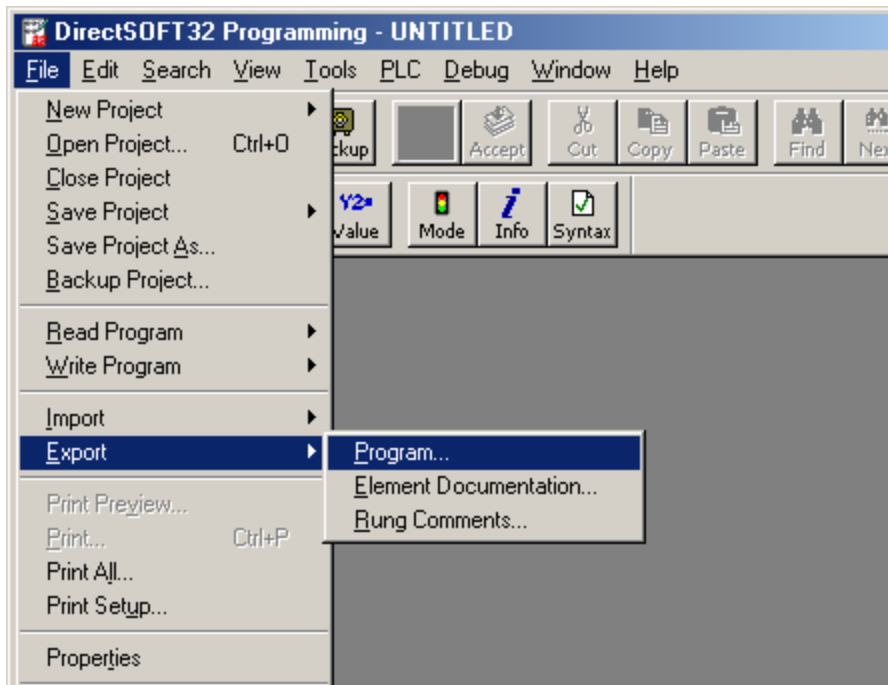 DirectSOFT32 Programming - UNTITLED
File Edit Search View Tools PLC Debug Window Help
New Project
Open Project... Ctrl+O
Close Project
Save Project
Save Project As...
Backup Project...
Read Program
Write Program
Import
Export
Print Preview...
Print... Ctrl+P
Print All...
Print Setup...
Properties
Program...
Element Documentation...
Rung Comments...
kup Accept Cut Copy Paste Find Nex
Y2=
Value Mode Info Syntax